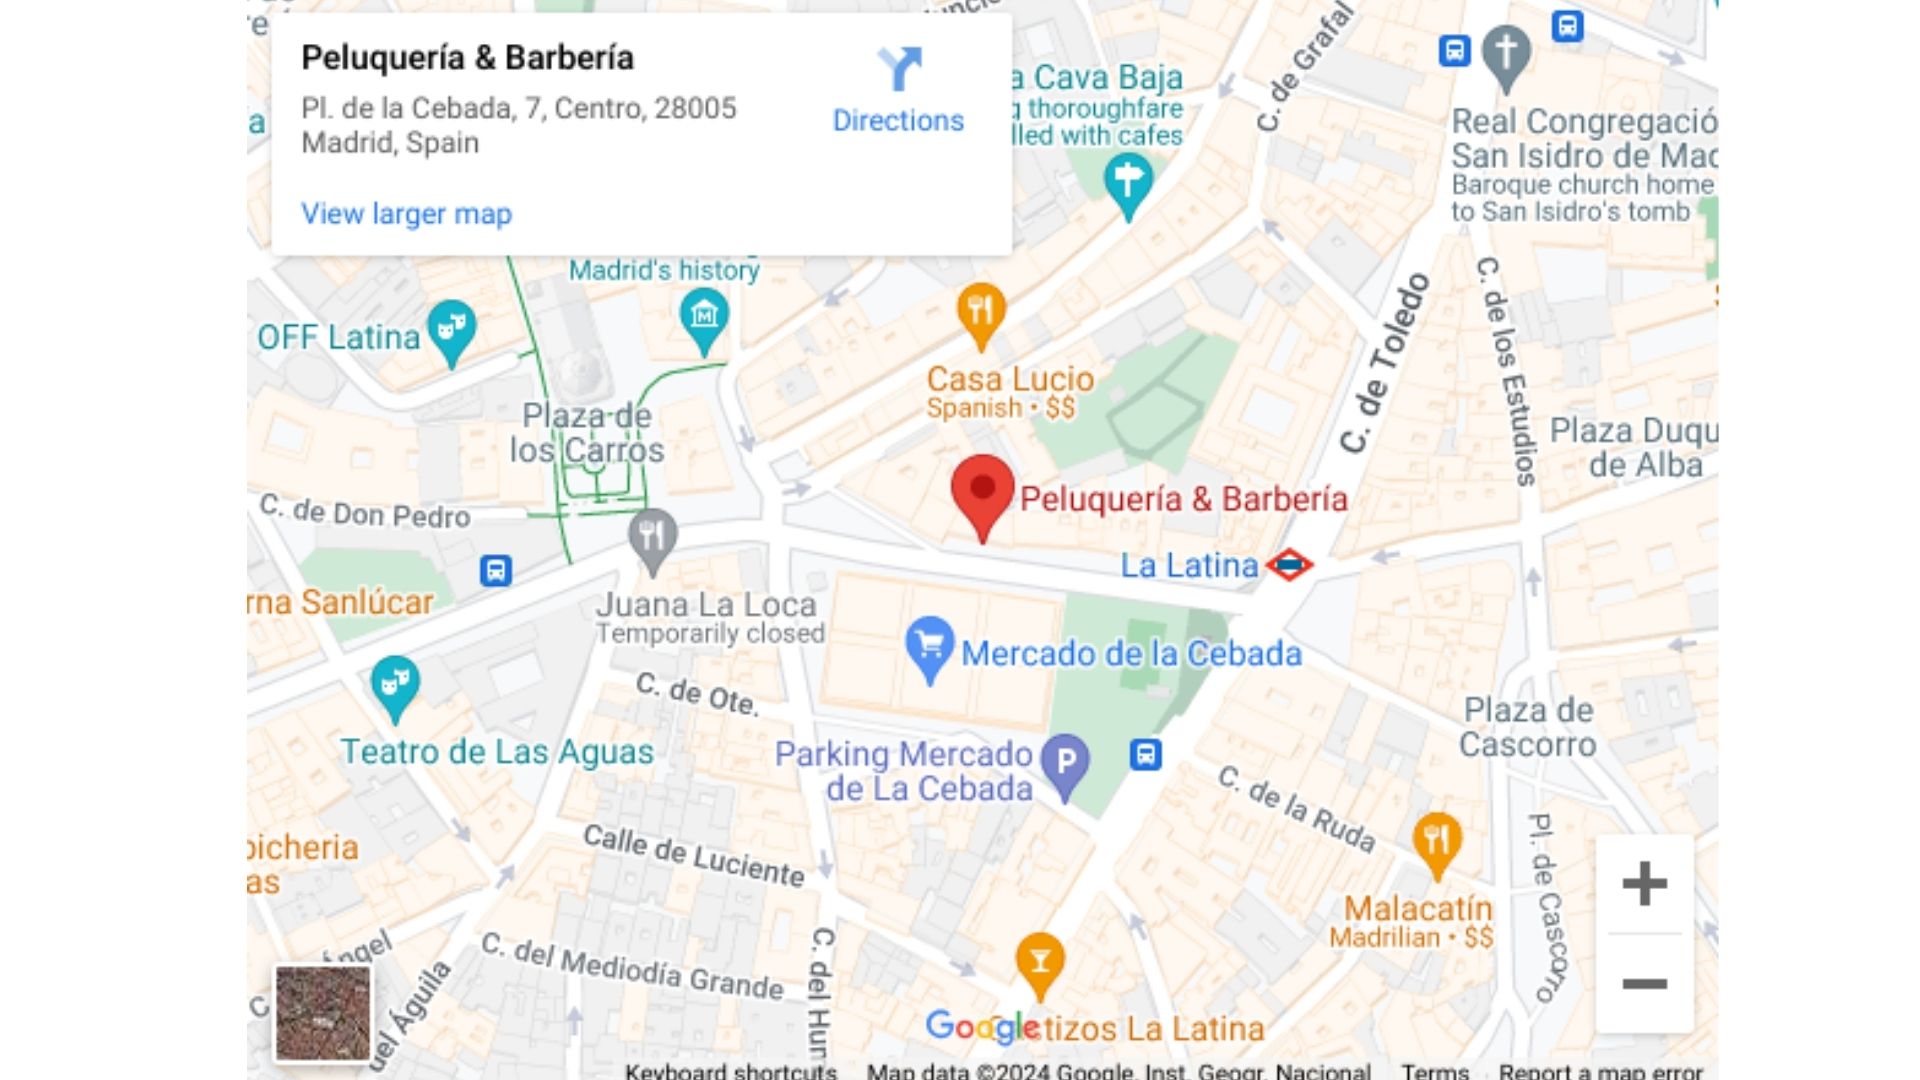 Peluquería & Barbería
Pl. de la Cebada, 7, Centro, 28005
Madrid, Spain
Directions
View larger map
a Cava Baja
thoroughfare
lled with cafes
C. de Grafal
Real Congregació
San Isidro de Mad
Baroque church home
to San Isidro's tomb
Madrid's history
OFF Latina
Casa Lucio
Spanish • $$
C. de Toledo
C. de los Estudios
Plaza de
los Carros
Plaza Duqu
de Alba
C. de Don Pedro
Peluquería & Barbería
La Latina
rna Sanlúcar
Juana La Loca
Temporarily closed
Mercado de la Cebada
C. de Ote.
Teatro de Las Aguas
Parking Mercado
de La Cebada
P
Plaza de
Cascorro
C. de la Ruda
Calle de Luciente
picheria
as
Pl. de Cascorro
Malacatín
Madrilian • $$
Ángel
uel Águila
C. del Mediodía Grande
C. del Hum
Google
tizos La Latina
Keyboard shortcuts
Map data ©2024 Google, Inst. Geogr. Nacional
Terms
Report a map error